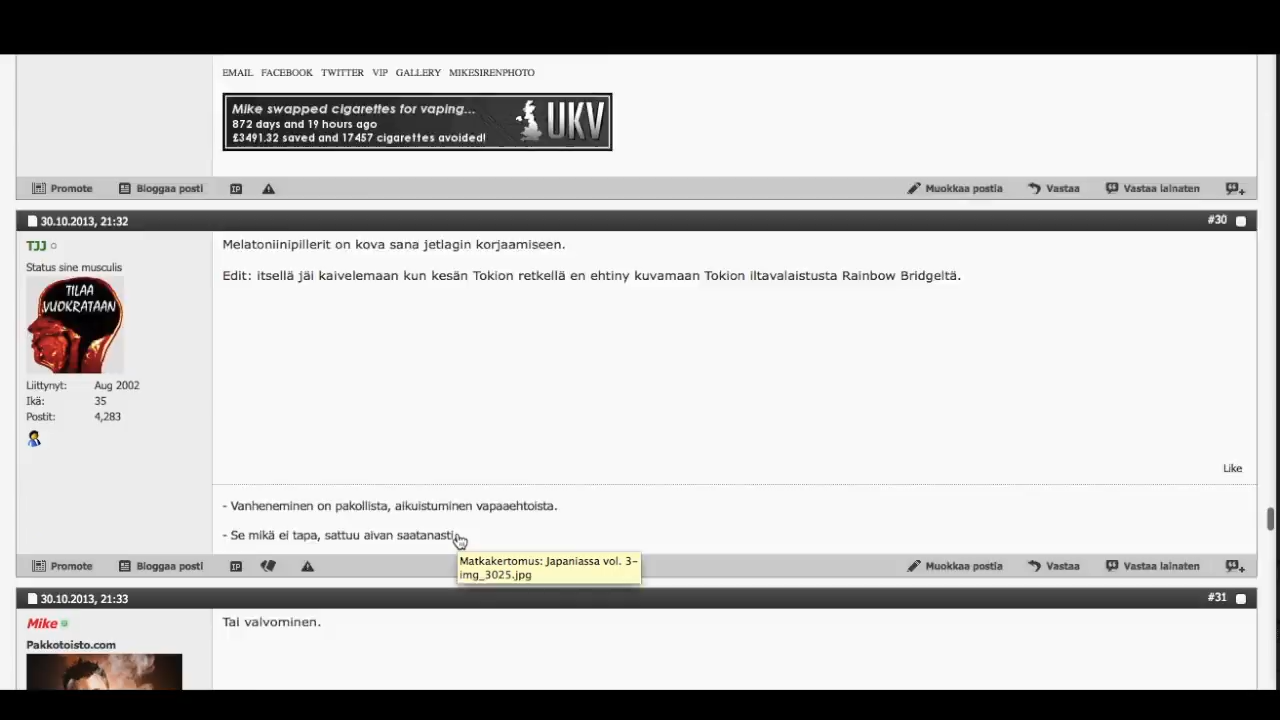 EMAIL FACEBOOK TWITTER VIP GALLERY MIKESIRENPHOTO
Mike swapped cigarettes for vaping...
872 days and 19 hours ago
£3491.32 saved and 17457 cigarettes avoided!
UKV
Promote Bloggaa posti IP Muokkaa postia Vastaa Vastaa lainaten
30.10.2013, 21:32 #30
TJJ
Status sine musculis
TILAA
VUOKRATAAN
Liittynyt: Aug 2002
Ikä: 35
Postit: 4,283
Melatoniinipillerit on kova sana jetlagin korjaamiseen.
Edit: itsellä jäi kaivelemaan kun kesän Tokion retkellä en ehtiny kuvamaan Tokion iltavalaistusta Rainbow Bridgeltä.
Like
- Vanheneminen on pakollista, aikuistuminen vapaaehtoista.
- Se mikä ei tapa, sattuu aivan saatanasti.
Matkakertomus: Japaniassa vol. 3-
img_3025.jpg
Promote Bloggaa posti IP Muokkaa postia Vastaa Vastaa lainaten
30.10.2013, 21:33 #31
Mike
Pakkotoisto.com
Tai valvominen.